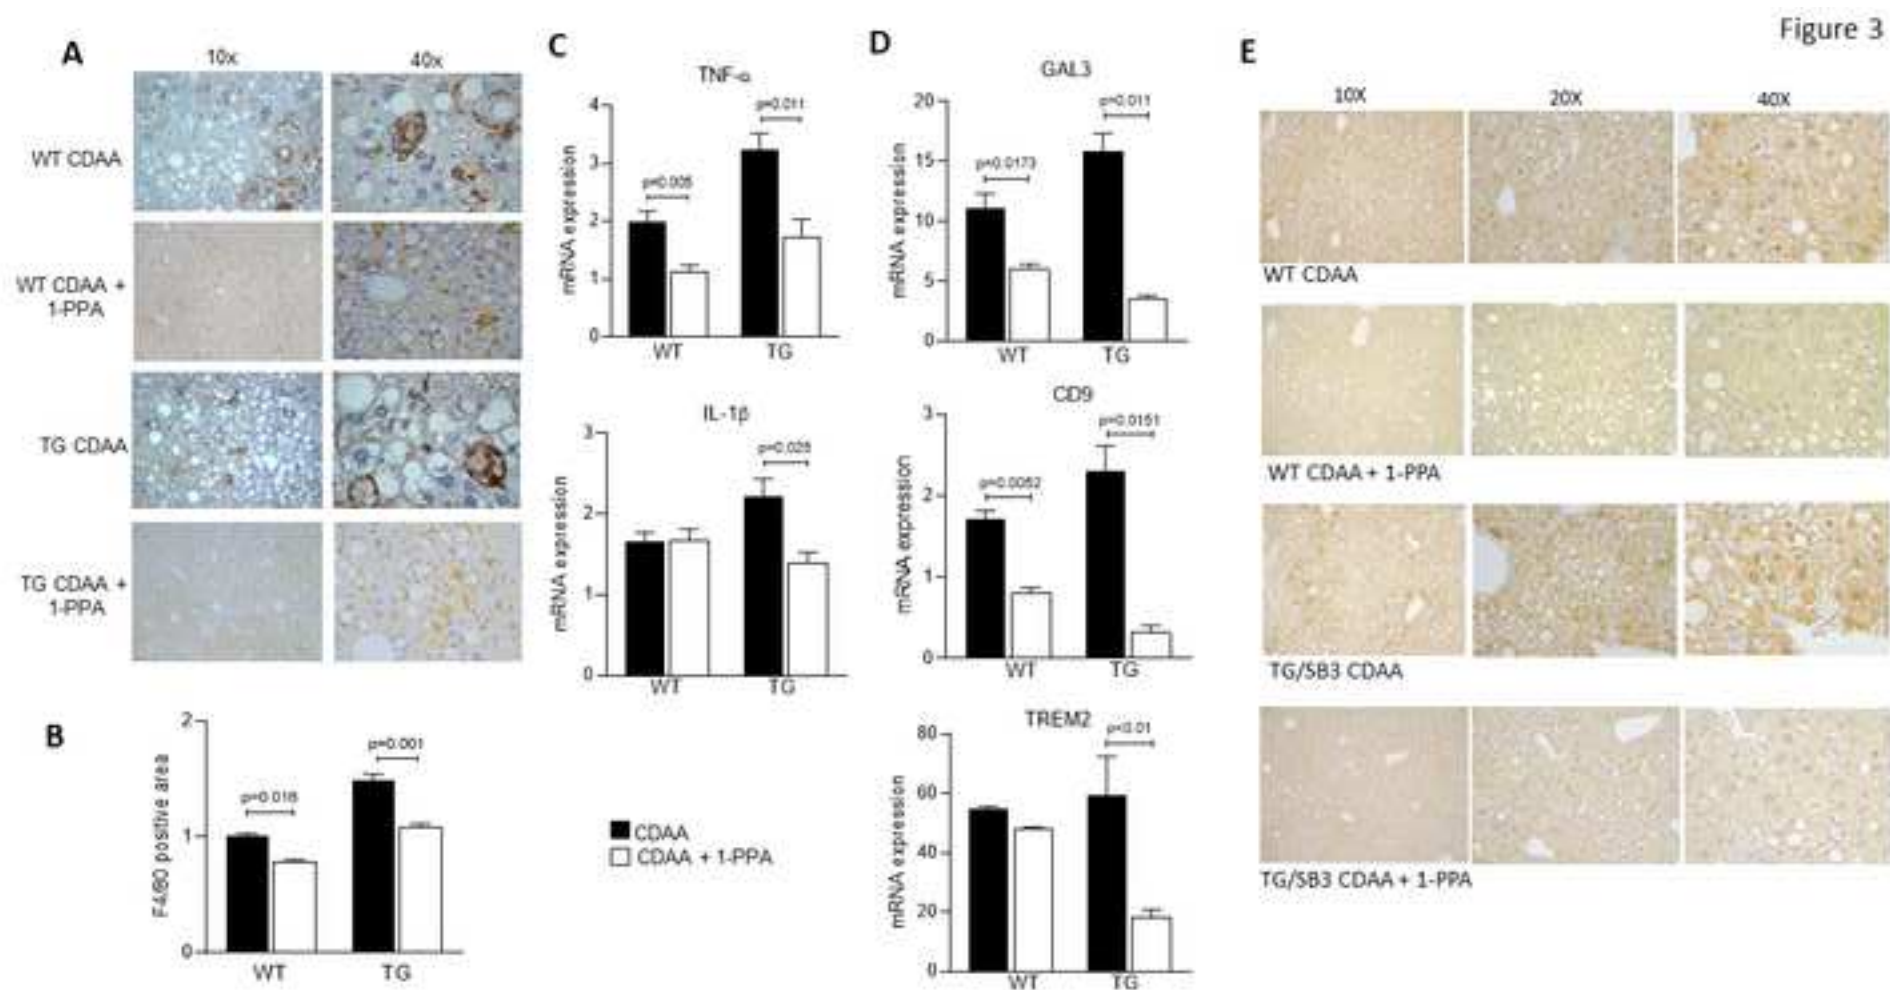 Figure 3
A
10x
40x
WT CDAA
WT CDAA +
1-PPA
TG CDAA
TG CDAA +
1-PPA
B
F4/80 positive area
2
1
0
p=0.018
p=0.001
WT
TG
C
TNF-α
mRNA expression
4
3
2
1
0
p=0.005
p=0.011
WT
TG
IL-1β
mRNA expression
3
2
1
0
p=0.028
WT
TG
CDAA
CDAA + 1-PPA
D
GAL3
mRNA expression
20
15
10
5
0
p=0.0173
p=0.011
WT
TG
CD9
mRNA expression
3
2
1
0
p=0.0052
p=0.0151
WT
TG
TREM2
mRNA expression
80
60
40
20
0
p<0.01
WT
TG
E
10X
20X
40X
WT CDAA
WT CDAA + 1-PPA
TG/SB3 CDAA
TG/SB3 CDAA + 1-PPA